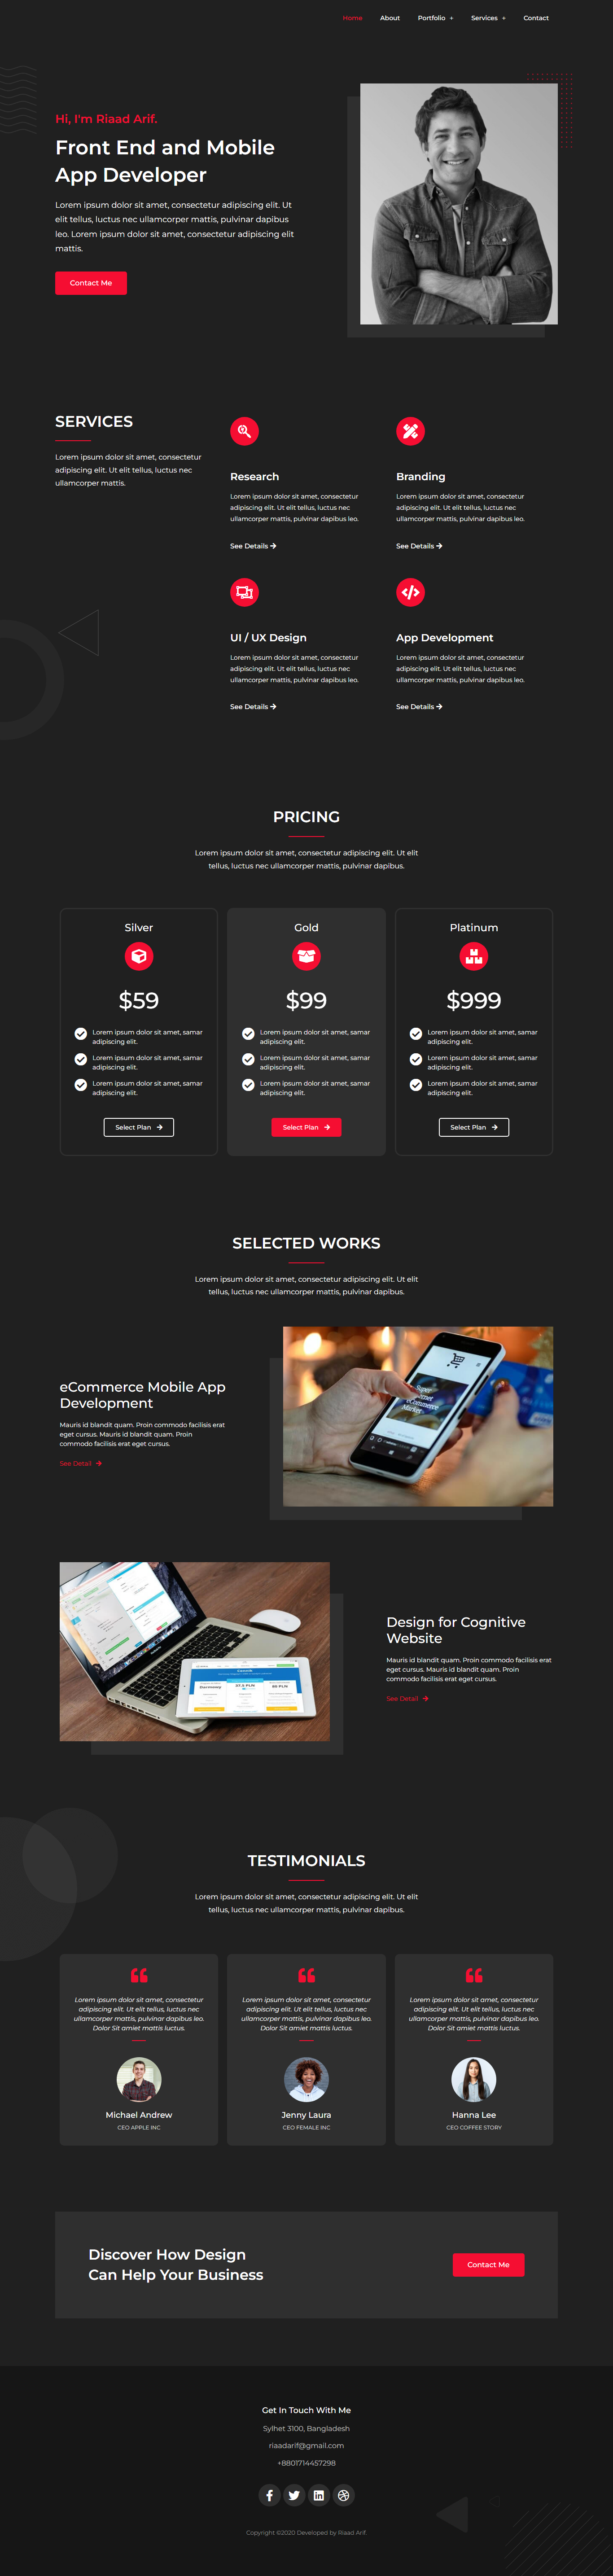 Home About Portfolio + Services + Contact
Hi, I'm Riaad Arif.
Front End and Mobile
App Developer
Lorem ipsum dolor sit amet, consectetur adipiscing elit. Ut
elit tellus, luctus nec ullamcorper mattis, pulvinar dapibus
leo. Lorem ipsum dolor sit amet, consectetur adipiscing elit
mattis.
Contact Me
SERVICES
Lorem ipsum dolor sit amet, consectetur
adipiscing elit. Ut elit tellus, luctus nec
ullamcorper mattis.
Research
Lorem ipsum dolor sit amet, consectetur
adipiscing elit. Ut elit tellus, luctus nec
ullamcorper mattis, pulvinar dapibus leo.
See Details
Branding
Lorem ipsum dolor sit amet, consectetur
adipiscing elit. Ut elit tellus, luctus nec
ullamcorper mattis, pulvinar dapibus leo.
See Details
UI / UX Design
Lorem ipsum dolor sit amet, consectetur
adipiscing elit. Ut elit tellus, luctus nec
ullamcorper mattis, pulvinar dapibus leo.
See Details
App Development
Lorem ipsum dolor sit amet, consectetur
adipiscing elit. Ut elit tellus, luctus nec
ullamcorper mattis, pulvinar dapibus leo.
See Details
PRICING
Lorem ipsum dolor sit amet, consectetur adipiscing elit. Ut elit
tellus, luctus nec ullamcorper mattis, pulvinar dapibus.
Silver
$59
Lorem ipsum dolor sit amet, samar
adipiscing elit.
Lorem ipsum dolor sit amet, samar
adipiscing elit.
Lorem ipsum dolor sit amet, samar
adipiscing elit.
Select Plan
Gold
$99
Lorem ipsum dolor sit amet, samar
adipiscing elit.
Lorem ipsum dolor sit amet, samar
adipiscing elit.
Lorem ipsum dolor sit amet, samar
adipiscing elit.
Select Plan
Platinum
$999
Lorem ipsum dolor sit amet, samar
adipiscing elit.
Lorem ipsum dolor sit amet, samar
adipiscing elit.
Lorem ipsum dolor sit amet, samar
adipiscing elit.
Select Plan
SELECTED WORKS
Lorem ipsum dolor sit amet, consectetur adipiscing elit. Ut elit
tellus, luctus nec ullamcorper mattis, pulvinar dapibus.
eCommerce Mobile App
Development
Mauris id blandit quam. Proin commodo facilisis erat
eget cursus. Mauris id blandit quam. Proin
commodo facilisis erat eget cursus.
See Detail
Super
eCommerce
Market
Design for Cognitive
Website
Mauris id blandit quam. Proin commodo facilisis erat
eget cursus. Mauris id blandit quam. Proin
commodo facilisis erat eget cursus.
See Detail
TESTIMONIALS
Lorem ipsum dolor sit amet, consectetur adipiscing elit. Ut elit
tellus, luctus nec ullamcorper mattis, pulvinar dapibus.
Lorem ipsum dolor sit amet, consectetur
adipiscing elit. Ut elit tellus, luctus nec
ullamcorper mattis, pulvinar dapibus leo.
Dolor Sit amiet mattis luctus.
Michael Andrew
CEO APPLE INC
Lorem ipsum dolor sit amet, consectetur
adipiscing elit. Ut elit tellus, luctus nec
ullamcorper mattis, pulvinar dapibus leo.
Dolor Sit amiet mattis luctus.
Jenny Laura
CEO FEMALE INC
Lorem ipsum dolor sit amet, consectetur
adipiscing elit. Ut elit tellus, luctus nec
ullamcorper mattis, pulvinar dapibus leo.
Dolor Sit amiet mattis luctus.
Hanna Lee
CEO COFFEE STORY
Discover How Design
Can Help Your Business
Contact Me
Get In Touch With Me
Sylhet 3100, Bangladesh
riaadarif@gmail.com
+8801714457298
Copyright ©2020 Developed by Riaad Arif.